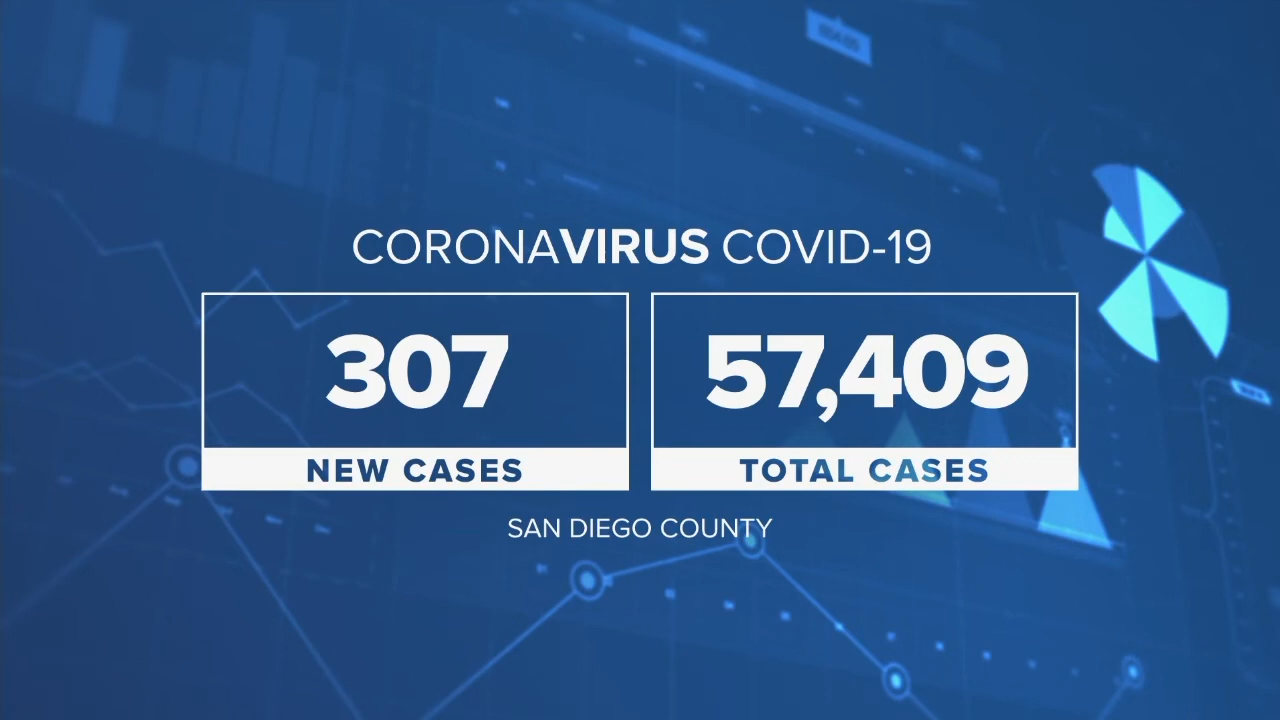 CORONAVIRUS COVID-19
307
57,409
NEW CASES
TOTAL CASES
SAN DIEGO COUNTY